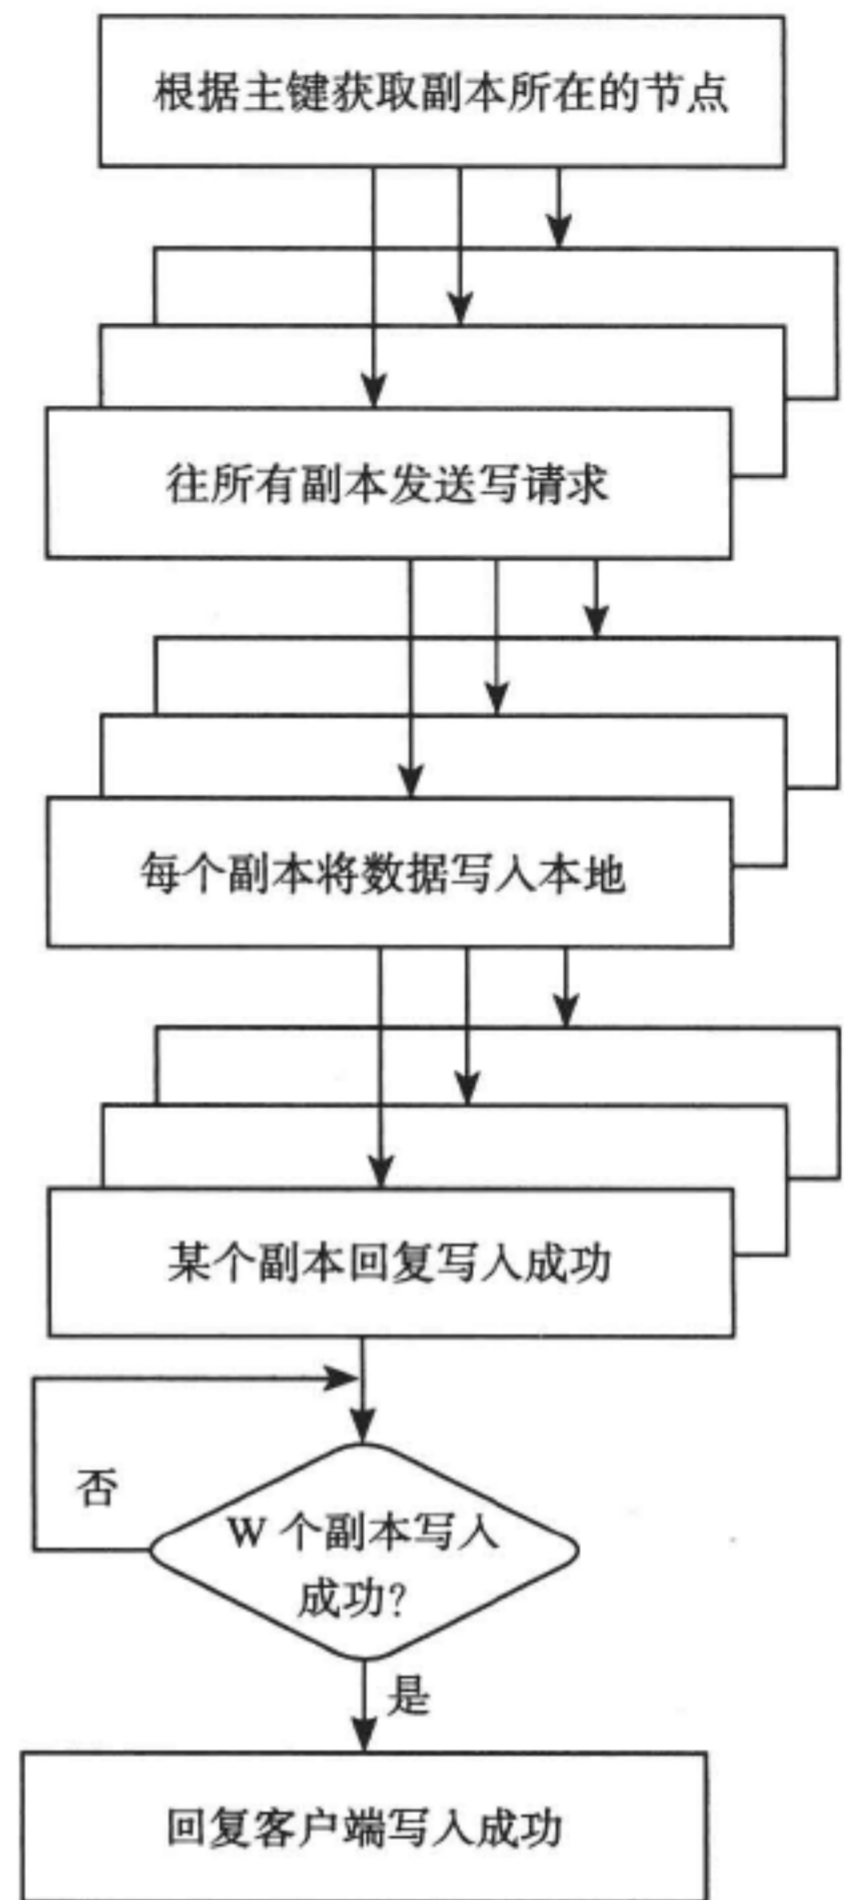 根据主键获取副本所在的节点
往所有副本发送写请求
每个副本将数据写入本地
某个副本回复写入成功
否
W 个副本写入
成功?
是
回复客户端写入成功